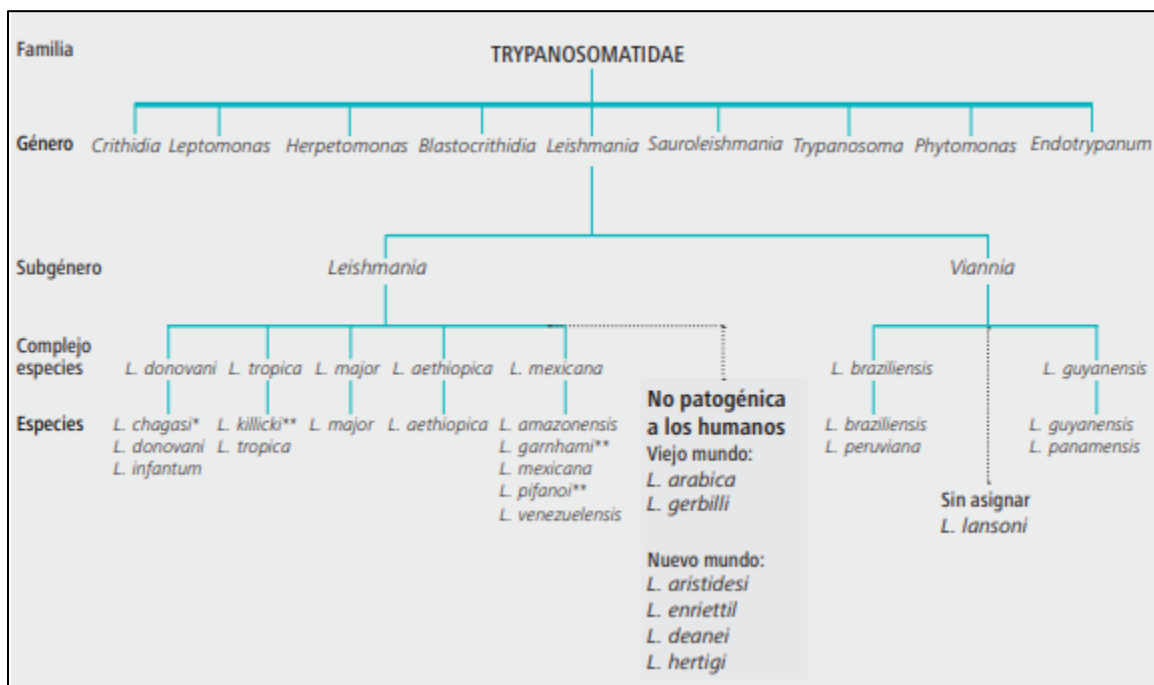 Familia
TRYPANOSOMATIDAE
Género
Crithidia Leptomonas Herpetomonas Blastocrithidia Leishmania Sauroleishmania Trypanosoma Phytomonas Endotrypanum
Subgénero
Leishmania Viannia
Complejo
especies
L. donovani L. tropica L. major L. aethiopica L. mexicana L. braziliensis L. guyanensis
Especies
L. chagasi* L. killicki** L. major L. aethiopica L. amazonensis
L. donovani L. tropica L. garnhami**
L. infantum L. mexicana
L. pifanoi**
L. venezuelensis
No patogénica
a los humanos
Viejo mundo:
L. arabica
L. gerbilli
Nuevo mundo:
L. aristidesi
L. enriettil
L. deanei
L. hertigi
L. braziliensis L. guyanensis
L. peruviana L. panamensis
Sin asignar
L. lansoni